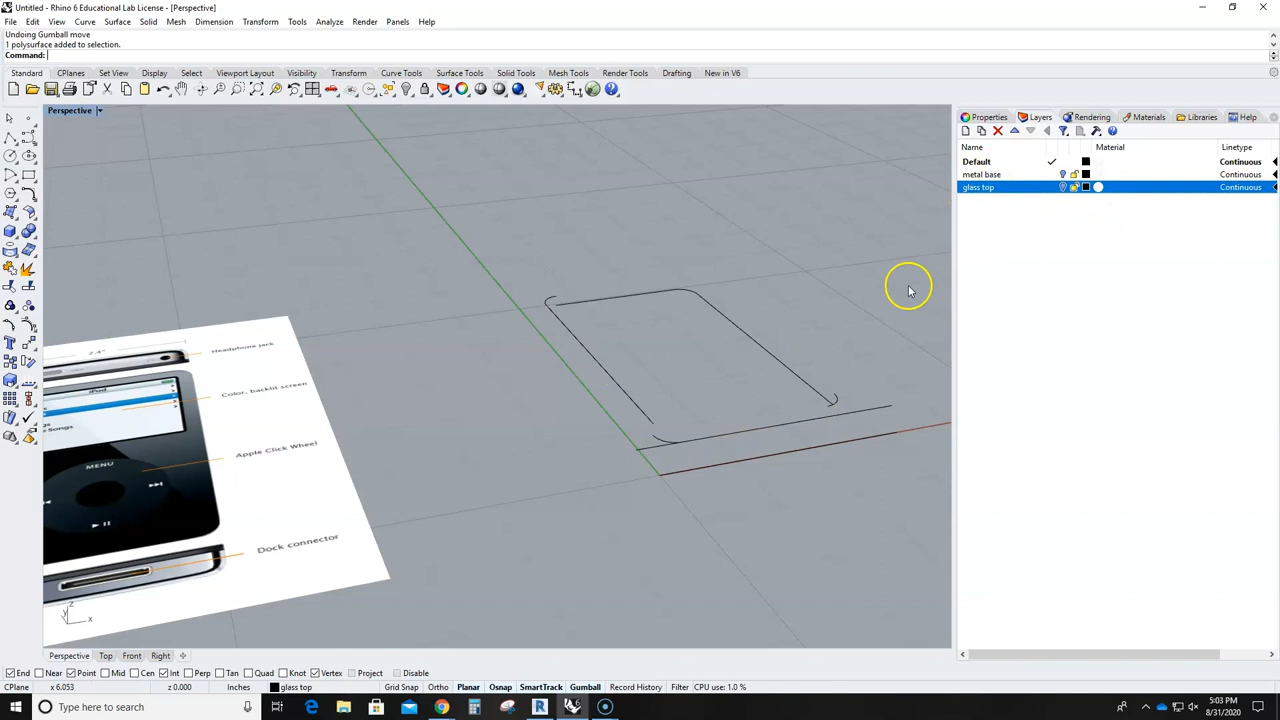 Untitled - Rhino 6 Educational Lab License - [Perspective]
File Edit View Curve Surface Solid Mesh Dimension Transform Tools Analyze Render Panels Help
Undoing Gumball move
1 polysurface added to selection.
Command:
Standard CPlanes Set View Display Select Viewport Layout Visibility Transform Curve Tools Surface Tools Solid Tools Mesh Tools Render Tools Drafting New in V6
Perspective
Properties Layers Rendering Materials Libraries Help
Name Material Linetype
Default Continuous
metal base Continuous
glass top Continuous
2.4"
Headphone jack
iPod
Color, backlit screen
Songs
Apple Click Wheel
MENU
Dock connector
z
y
x
Perspective Top Front Right
End Near Point Mid Cen Int Perp Tan Quad Knot Vertex Project Disable
CPlane x 6.053 z 0.000 Inches glass top Grid Snap Ortho Planar Osnap SmartTrack Gumball Record History Filter CPU use: 1.0 %
Type here to search
5:03 PM
8/31/2020